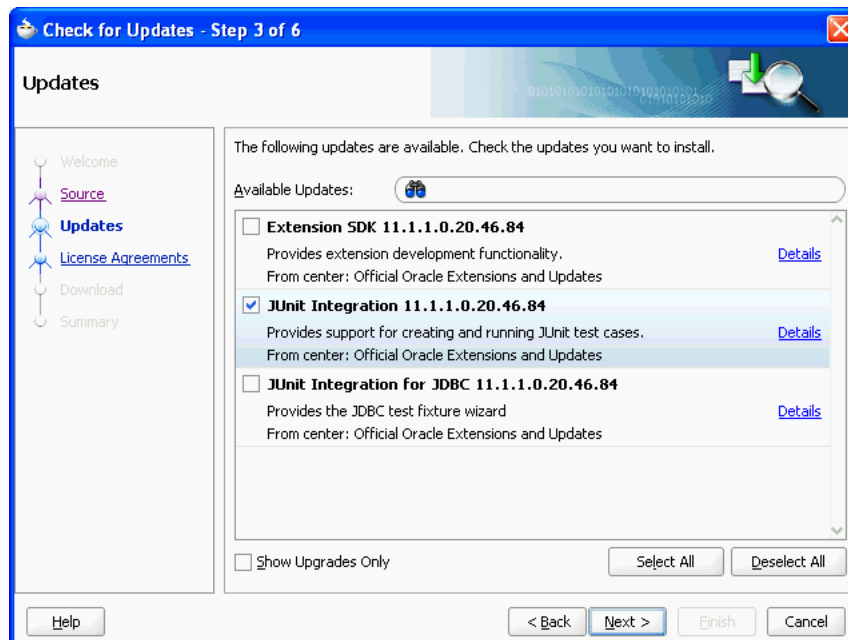 Check for Updates - Step 3 of 6
Updates
Welcome
Source
Updates
License Agreements
Download
Summary
The following updates are available. Check the updates you want to install.
Available Updates:
Extension SDK 11.1.1.0.20.46.84
Provides extension development functionality.
Details
From center: Official Oracle Extensions and Updates
JUnit Integration 11.1.1.0.20.46.84
Provides support for creating and running JUnit test cases.
Details
From center: Official Oracle Extensions and Updates
JUnit Integration for JDBC 11.1.1.0.20.46.84
Provides the JDBC test fixture wizard
Details
From center: Official Oracle Extensions and Updates
Show Upgrades Only
Select All
Deselect All
Help
< Back
Next >
Finish
Cancel